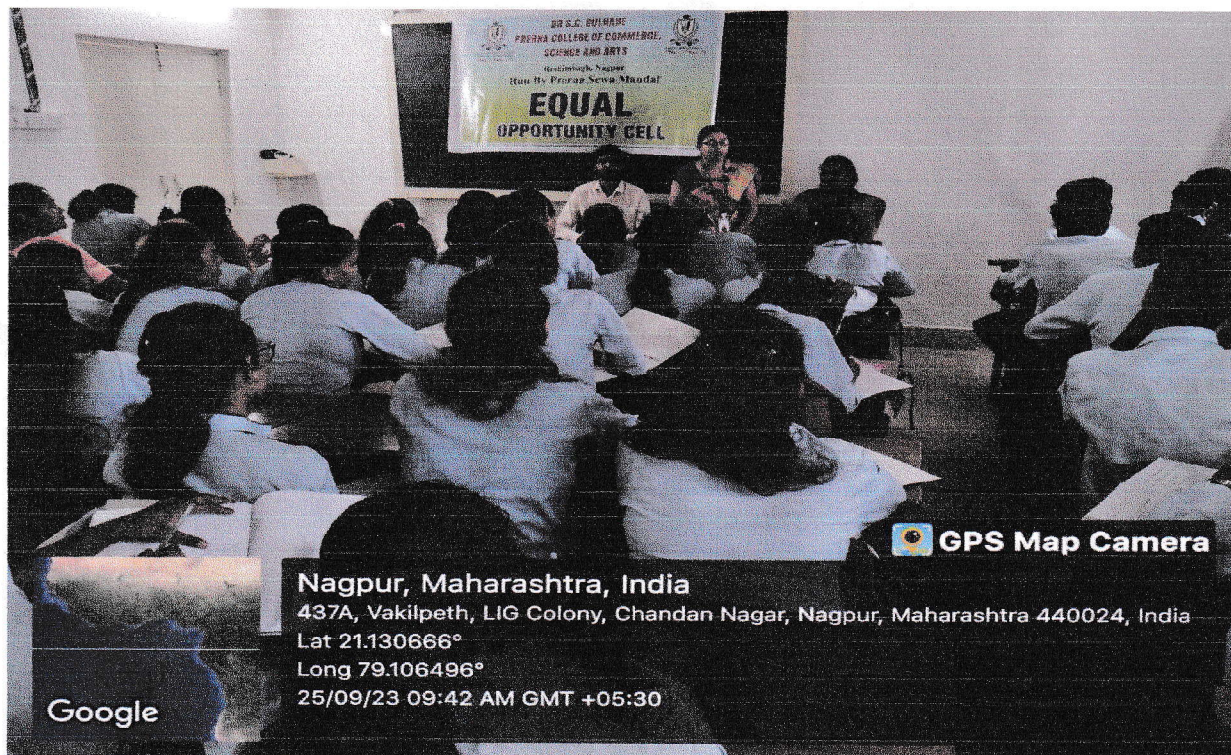 DR S.C. GULHANE
PRERNA COLLEGE OF COMMERCE,
SCIENCE AND ARTS
Reshimbagh, Nagpur
Run By Prerna Sewa Mandal
EQUAL
OPPORTUNITY CELL
GPS Map Camera
Nagpur, Maharashtra, India
437A, Vakilpeth, LIG Colony, Chandan Nagar, Nagpur, Maharashtra 440024, India
Lat 21.130666°
Long 79.106496°
25/09/23 09:42 AM GMT +05:30
Google